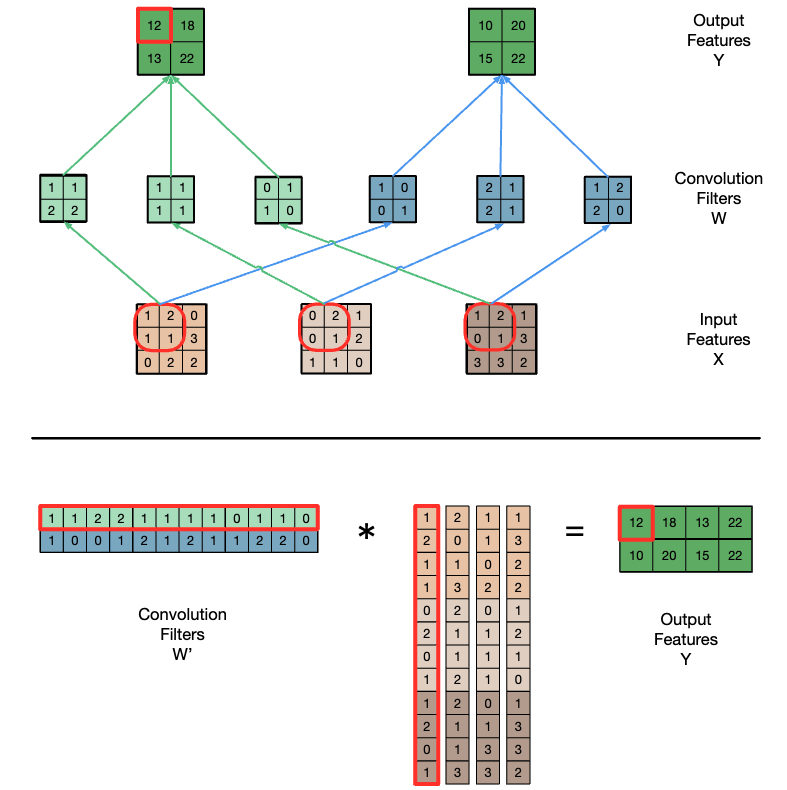 12 18
13 22
10 20
15 22
Output
Features
Y
1 1
2 2
1 1
1 1
0 1
1 0
1 0
0 1
2 1
2 1
1 2
2 0
Convolution
Filters
W
1 2 0
1 1 3
0 2 2
0 2 1
0 1 2
1 1 0
1 2 1
0 1 3
3 3 2
Input
Features
X
1 1 2 2 1 1 1 1 0 1 1 0
1 0 0 1 2 1 2 1 1 2 2 0
Convolution
Filters
W’
*
1 2 1 1
2 0 1 3
1 1 0 2
1 3 2 2
0 2 0 1
2 1 1 2
0 1 1 1
1 2 1 0
1 2 0 1
2 1 1 3
0 1 3 3
1 3 3 2
=
12 18 13 22
10 20 15 22
Output
Features
Y